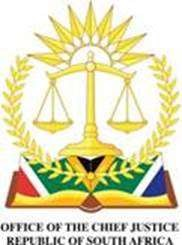 OFFICE OF THE CHIEF JUSTICE
REPUBLIC OF SOUTH AFRICA